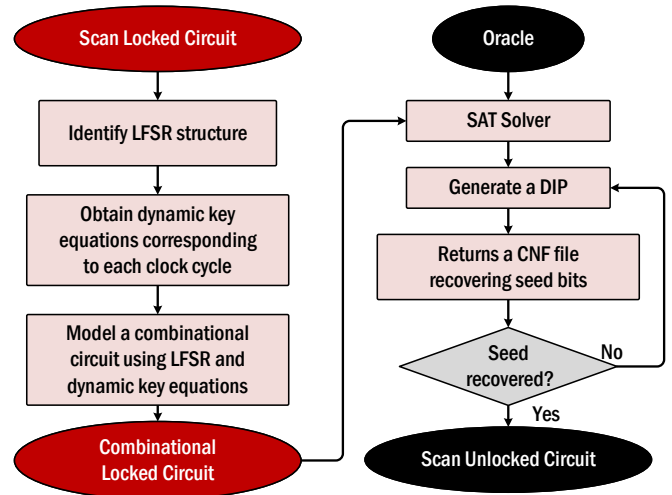 Scan Locked Circuit
Identify LFSR structure
Obtain dynamic key
equations corresponding
to each clock cycle
Model a combinational
circuit using LFSR and
dynamic key equations
Combinational
Locked Circuit
Oracle
SAT Solver
Generate a DIP
Returns a CNF file
recovering seed bits
Seed
recovered?
No
Yes
Scan Unlocked Circuit